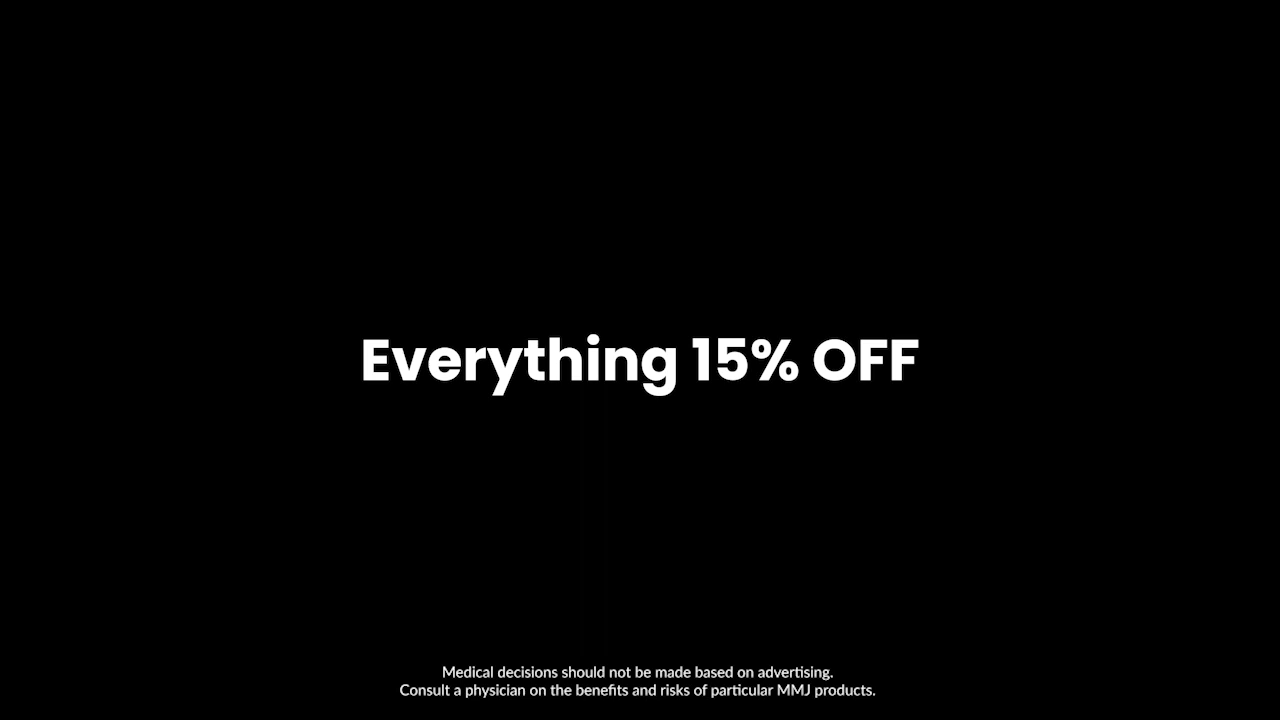 Everything 15% OFF
Medical decisions should not be made based on advertising.
Consult a physician on the benefits and risks of particular MMJ products.